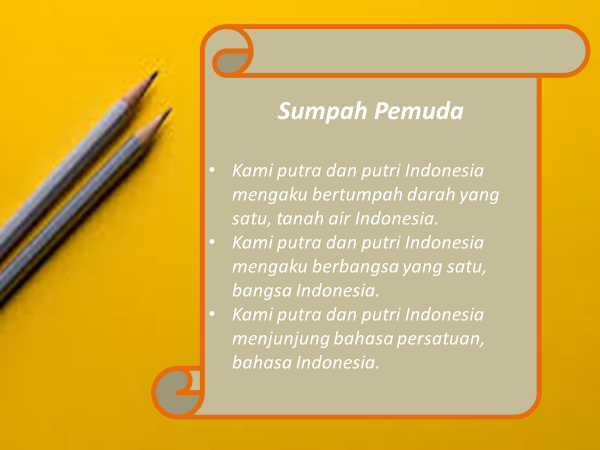 Sumpah Pemuda
• Kami putra dan putri Indonesia
mengaku bertumpah darah yang
satu, tanah air Indonesia.
• Kami putra dan putri Indonesia
mengaku berbangsa yang satu,
bangsa Indonesia.
• Kami putra dan putri Indonesia
menjunjung bahasa persatuan,
bahasa Indonesia.